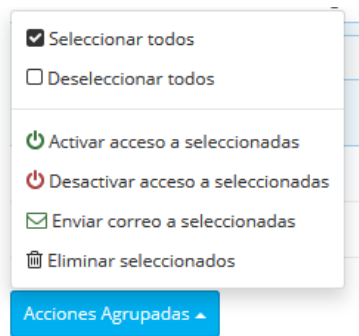 Seleccionar todos
Deseleccionar todos
Activar acceso a seleccionadas
Desactivar acceso a seleccionadas
Enviar correo a seleccionadas
Eliminar seleccionados
Acciones Agrupadas